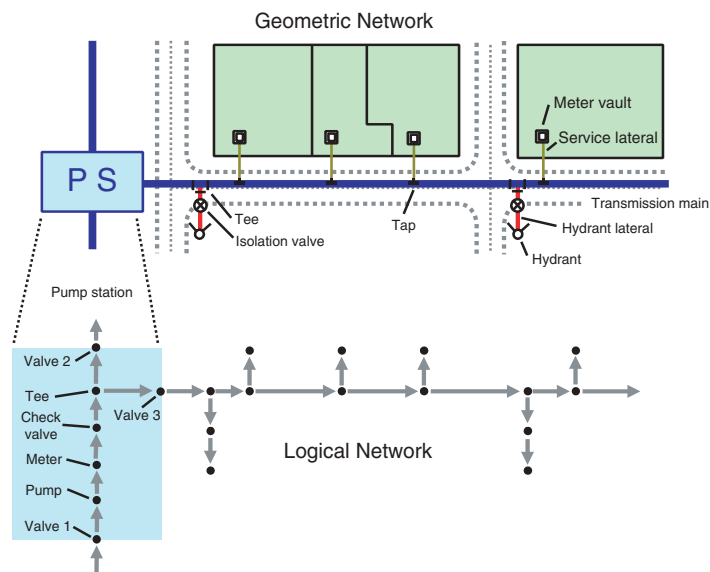 Geometric Network
Meter vault
Service lateral
P S
Transmission main
Tee
Tap
Isolation valve
Hydrant lateral
Hydrant
Pump station
Valve 2
Tee
Valve 3
Check
valve
Meter
Logical Network
Pump
Valve 1